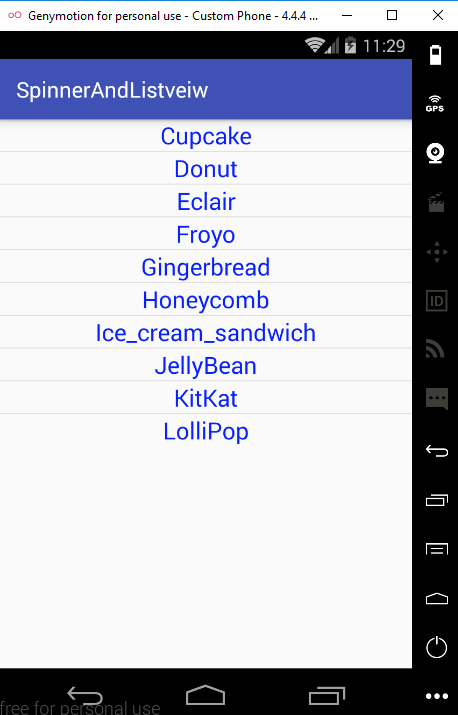 Genymotion for personal use - Custom Phone - 4.4.4 ...
11:29
GPS
SpinnerAndListveiw
Cupcake
Donut
Eclair
Froyo
Gingerbread
Honeycomb
ID
Ice_cream_sandwich
JellyBean
KitKat
LolliPop
free for personal use